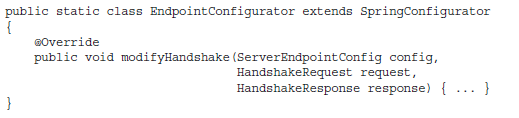 public static class EndpointConfigurator extends SpringConfigurator
{
    @Override
    public void modifyHandshake(ServerEndpointConfig config,
                                HandshakeRequest request,
                                HandshakeResponse response) { ... }
}